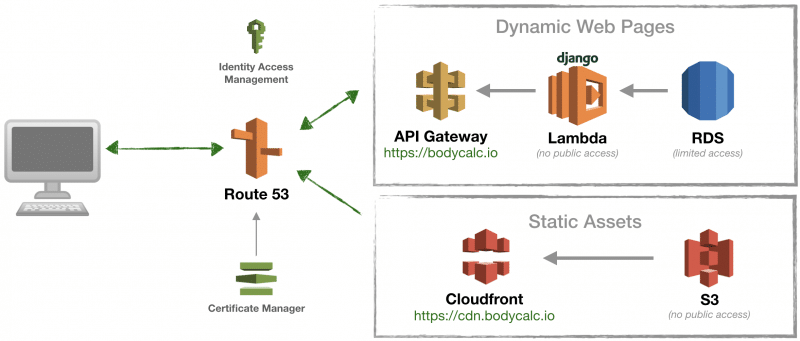 Dynamic Web Pages
Identity Access
Management
django
API Gateway
https://bodycalc.io
Lambda
(no public access)
RDS
(limited access)
Route 53
Static Assets
Certificate Manager
Cloudfront
https://cdn.bodycalc.io
S3
(no public access)